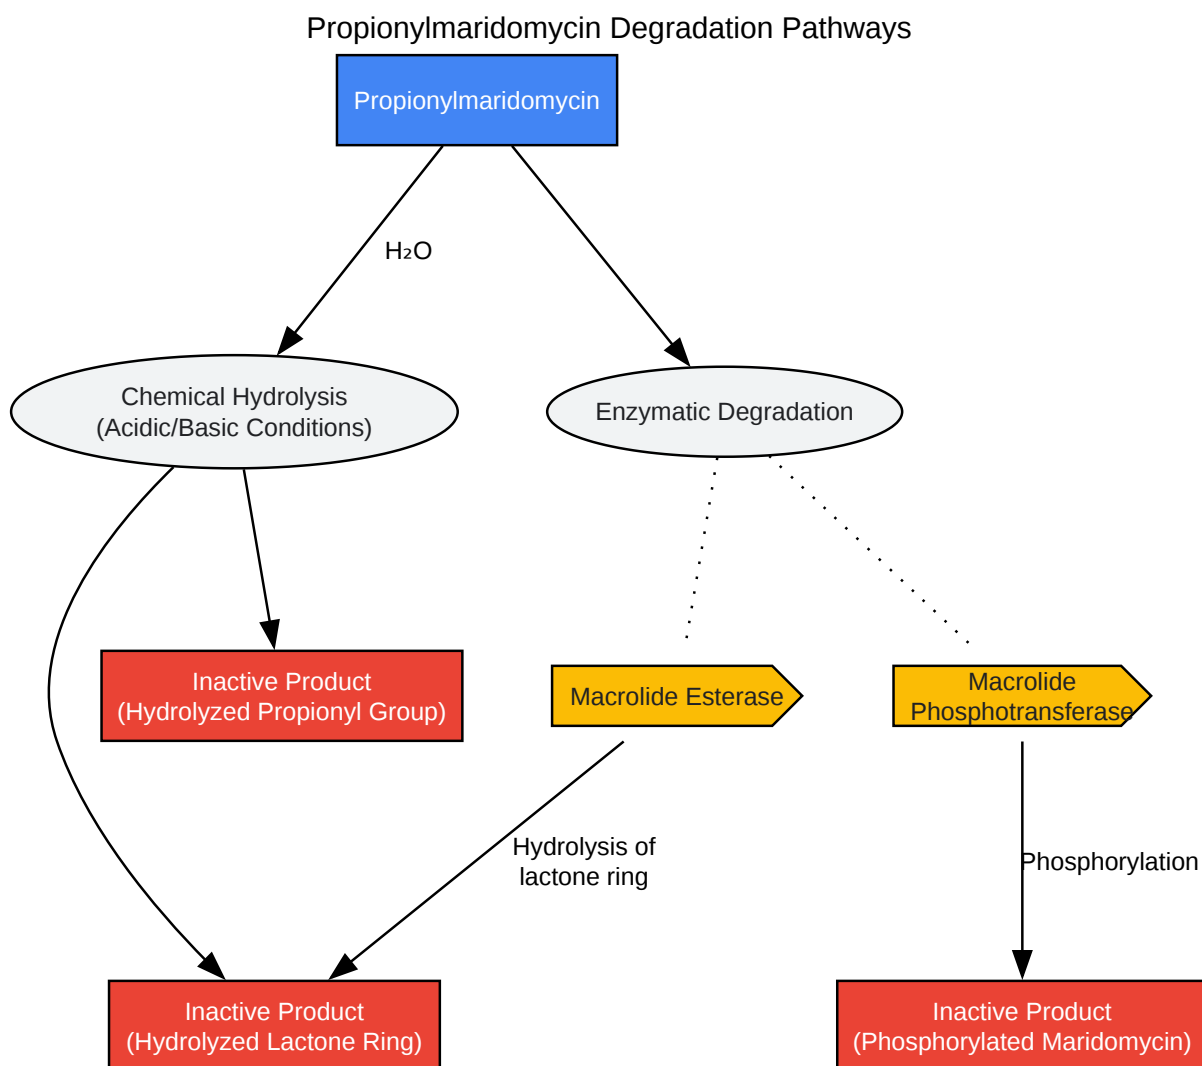 Propionylmaridomycin Degradation Pathways
Propionylmaridomycin
H₂O
Chemical Hydrolysis
(Acidic/Basic Conditions)
Enzymatic Degradation
Inactive Product
(Hydrolyzed Propionyl Group)
Macrolide Esterase
Macrolide
Phosphotransferase
Hydrolysis of
lactone ring
Phosphorylation
Inactive Product
(Hydrolyzed Lactone Ring)
Inactive Product
(Phosphorylated Maridomycin)